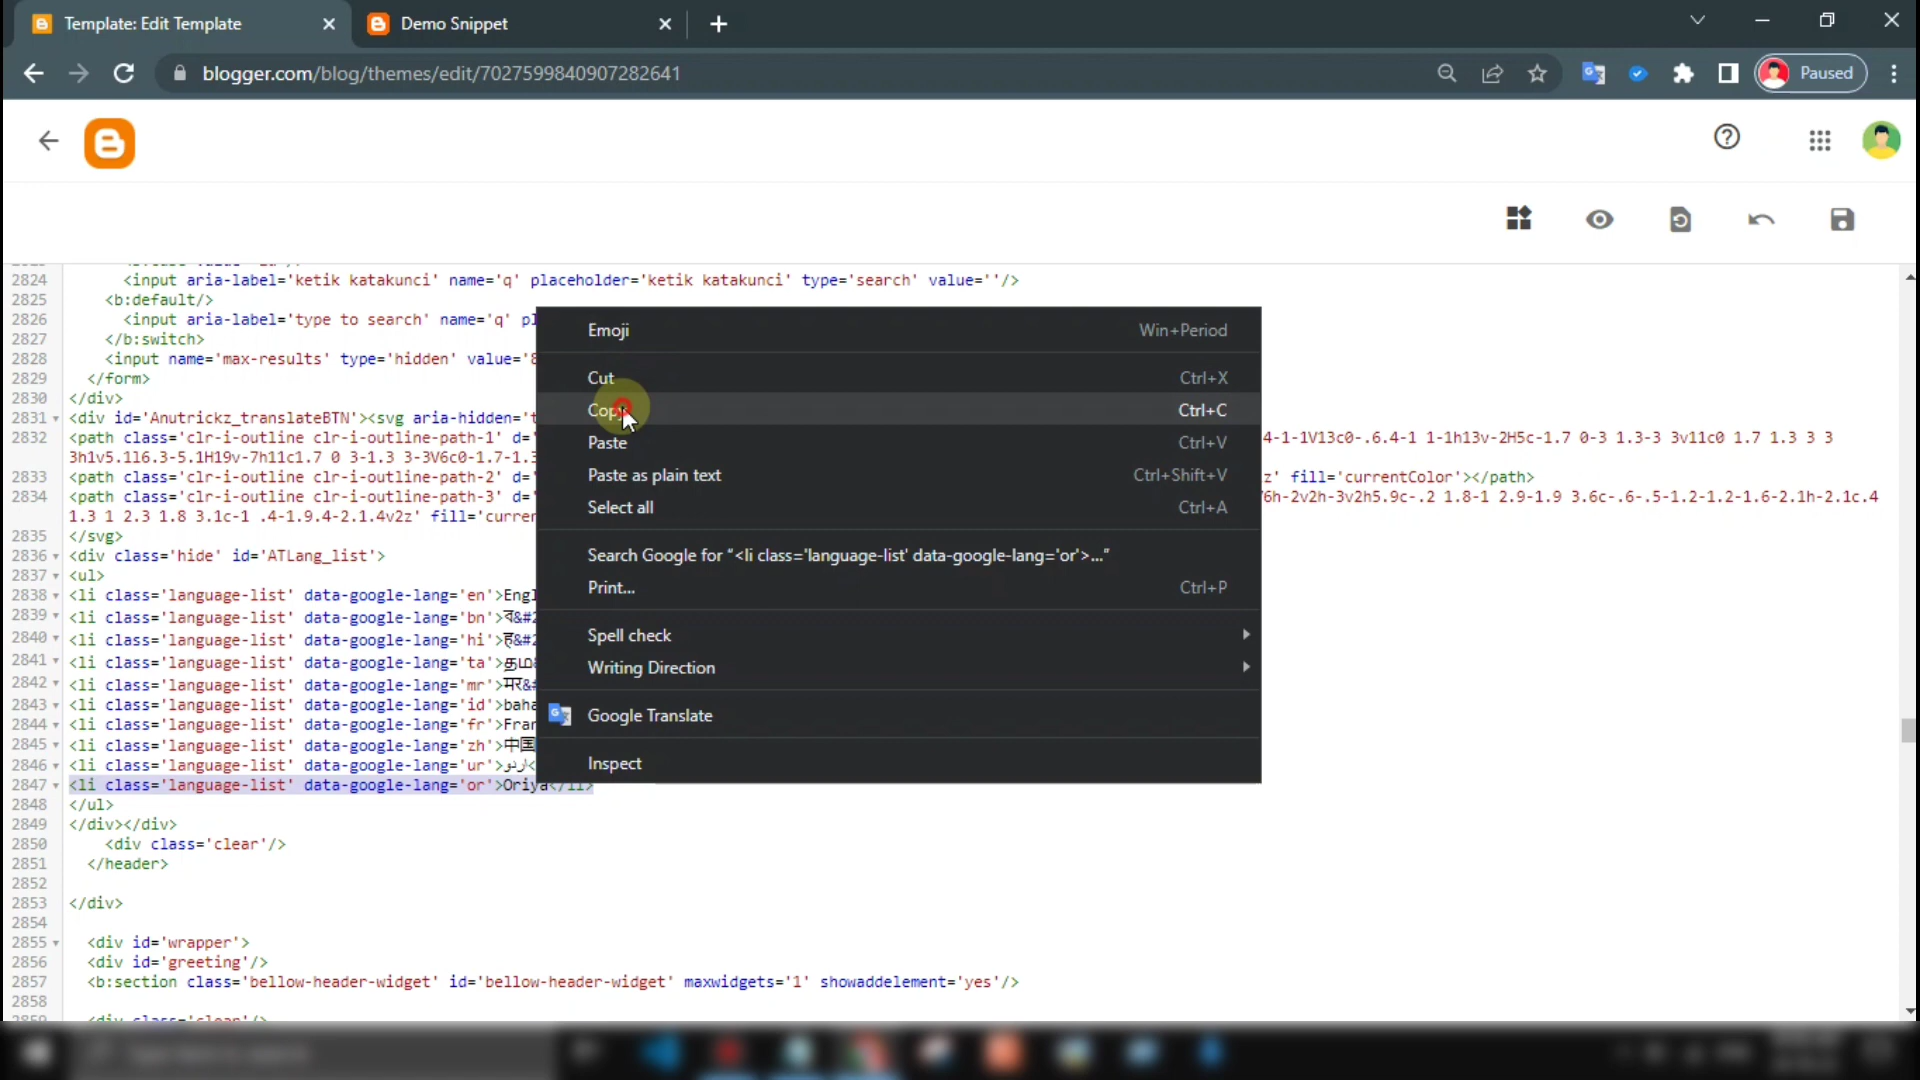 Template: Edit Template
Demo Snippet
blogger.com/blog/themes/edit/7027599840907282641
Paused
2824 <input aria-label='ketik katakunci' name='q' placeholder='ketik katakunci' type='search' value=''/>
2825 <b:default/>
2826 <input aria-label='type to search' name='q' pl
2827 </b:switch>
2828 <input name='max-results' type='hidden' value='8
2829 </form>
2830 </div>
2831 <div id='Anutrickz_translateBTN'><svg aria-hidden='t
2832 <path class='clr-i-outline clr-i-outline-path-1' d=' 4-1-1V13c0-.6.4-1 1-1h13v-2H5c-1.7 0-3 1.3-3 3v11c0 1.7 1.3 3 3
3h1v5.1l6.3-5.1H19v-7h11c1.7 0 3-1.3 3-3V6c0-1.7-1.3
2833 <path class='clr-i-outline clr-i-outline-path-2' d=' z' fill='currentColor'></path>
2834 <path class='clr-i-outline clr-i-outline-path-3' d=' 6h-2v2h-3v2h5.9c-.2 1.8-1 2.9-1.9 3.6c-.6-.5-1.2-1.2-1.6-2.1h-2.1c.4
1.3 1 2.3 1.8 3.1c-1 .4-1.9.4-2.1.4v2z' fill='curren
2835 </svg>
2836 <div class='hide' id='ATLang_list'>
2837 <ul>
2838 <li class='language-list' data-google-lang='en'>Engl
2839 <li class='language-list' data-google-lang='bn'>ব&#2
2840 <li class='language-list' data-google-lang='hi'>ह&#2
2841 <li class='language-list' data-google-lang='ta'>தம
2842 <li class='language-list' data-google-lang='mr'>मर&#
2843 <li class='language-list' data-google-lang='id'>baha
2844 <li class='language-list' data-google-lang='fr'>Fran
2845 <li class='language-list' data-google-lang='zh'>中国
2846 <li class='language-list' data-google-lang='ur'>اردو<
2847 <li class='language-list' data-google-lang='or'>Oriya</li>
2848 </ul>
2849 </div></div>
2850 <div class='clear'/>
2851 </header>
2852
2853 </div>
2854
2855 <div id='wrapper'>
2856 <div id='greeting'/>
2857 <b:section class='bellow-header-widget' id='bellow-header-widget' maxwidgets='1' showaddelement='yes'/>
2858
2859 <div class='clear'/>
Emoji Win+Period
Cut Ctrl+X
Copy Ctrl+C
Paste Ctrl+V
Paste as plain text Ctrl+Shift+V
Select all Ctrl+A
Search Google for "<li class='language-list' data-google-lang='or'>..."
Print... Ctrl+P
Spell check
Writing Direction
Google Translate
Inspect